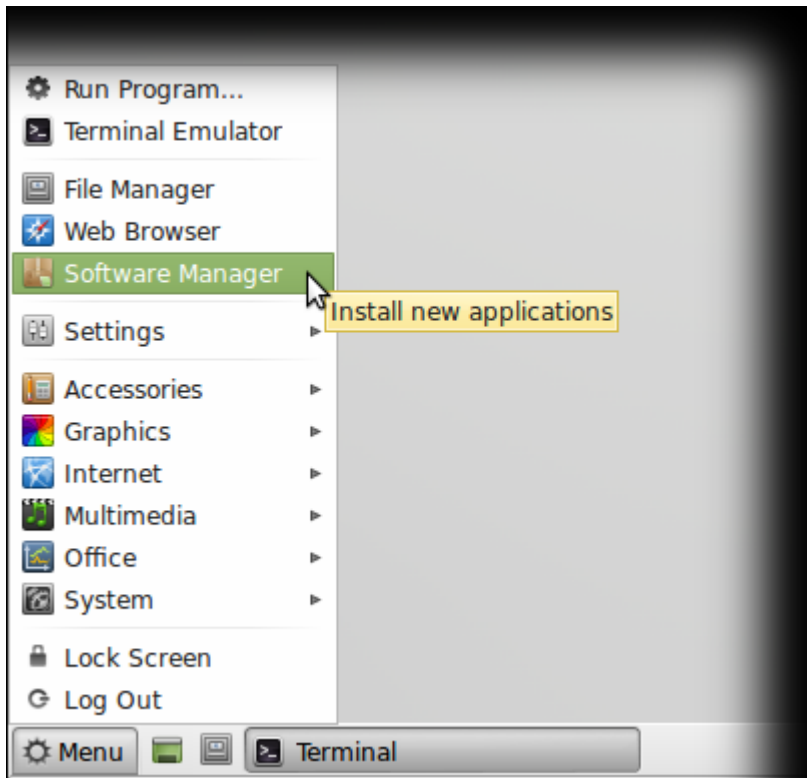 Run Program...
Terminal Emulator
File Manager
Web Browser
Software Manager
Install new applications
Settings
Accessories
Graphics
Internet
Multimedia
Office
System
Lock Screen
Log Out
Menu
Terminal